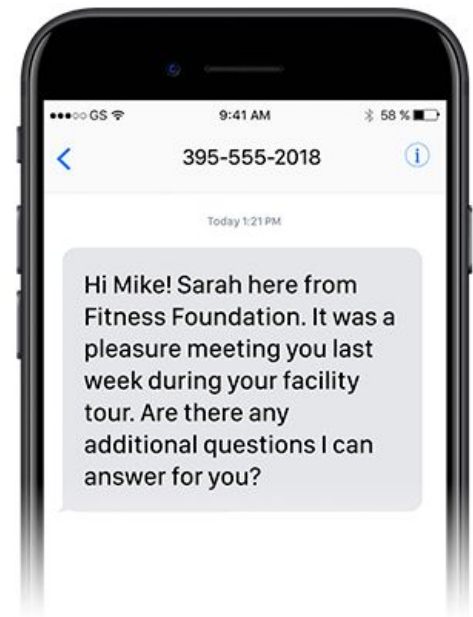 GS 9:41 AM 58 %
395-555-2018
Today 1:21 PM
Hi Mike! Sarah here from
Fitness Foundation. It was a
pleasure meeting you last
week during your facility
tour. Are there any
additional questions I can
answer for you?